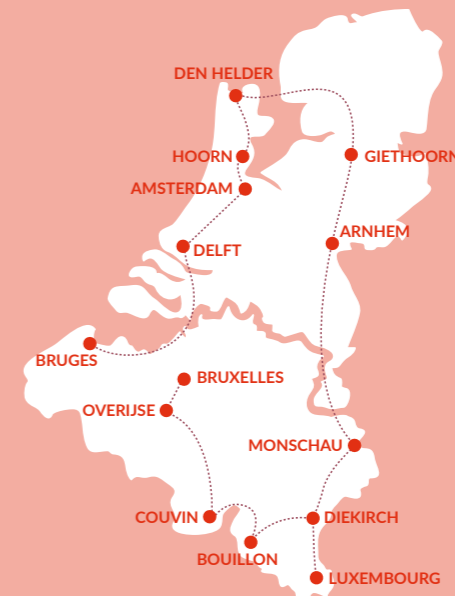 DEN HELDER
HOORN
GIETHOORN
AMSTERDAM
ARNHEM
DELFT
BRUGES
BRUXELLES
OVERIJSE
MONSCHAU
COUVIN
DIEKIRCH
BOUILLON
LUXEMBOURG